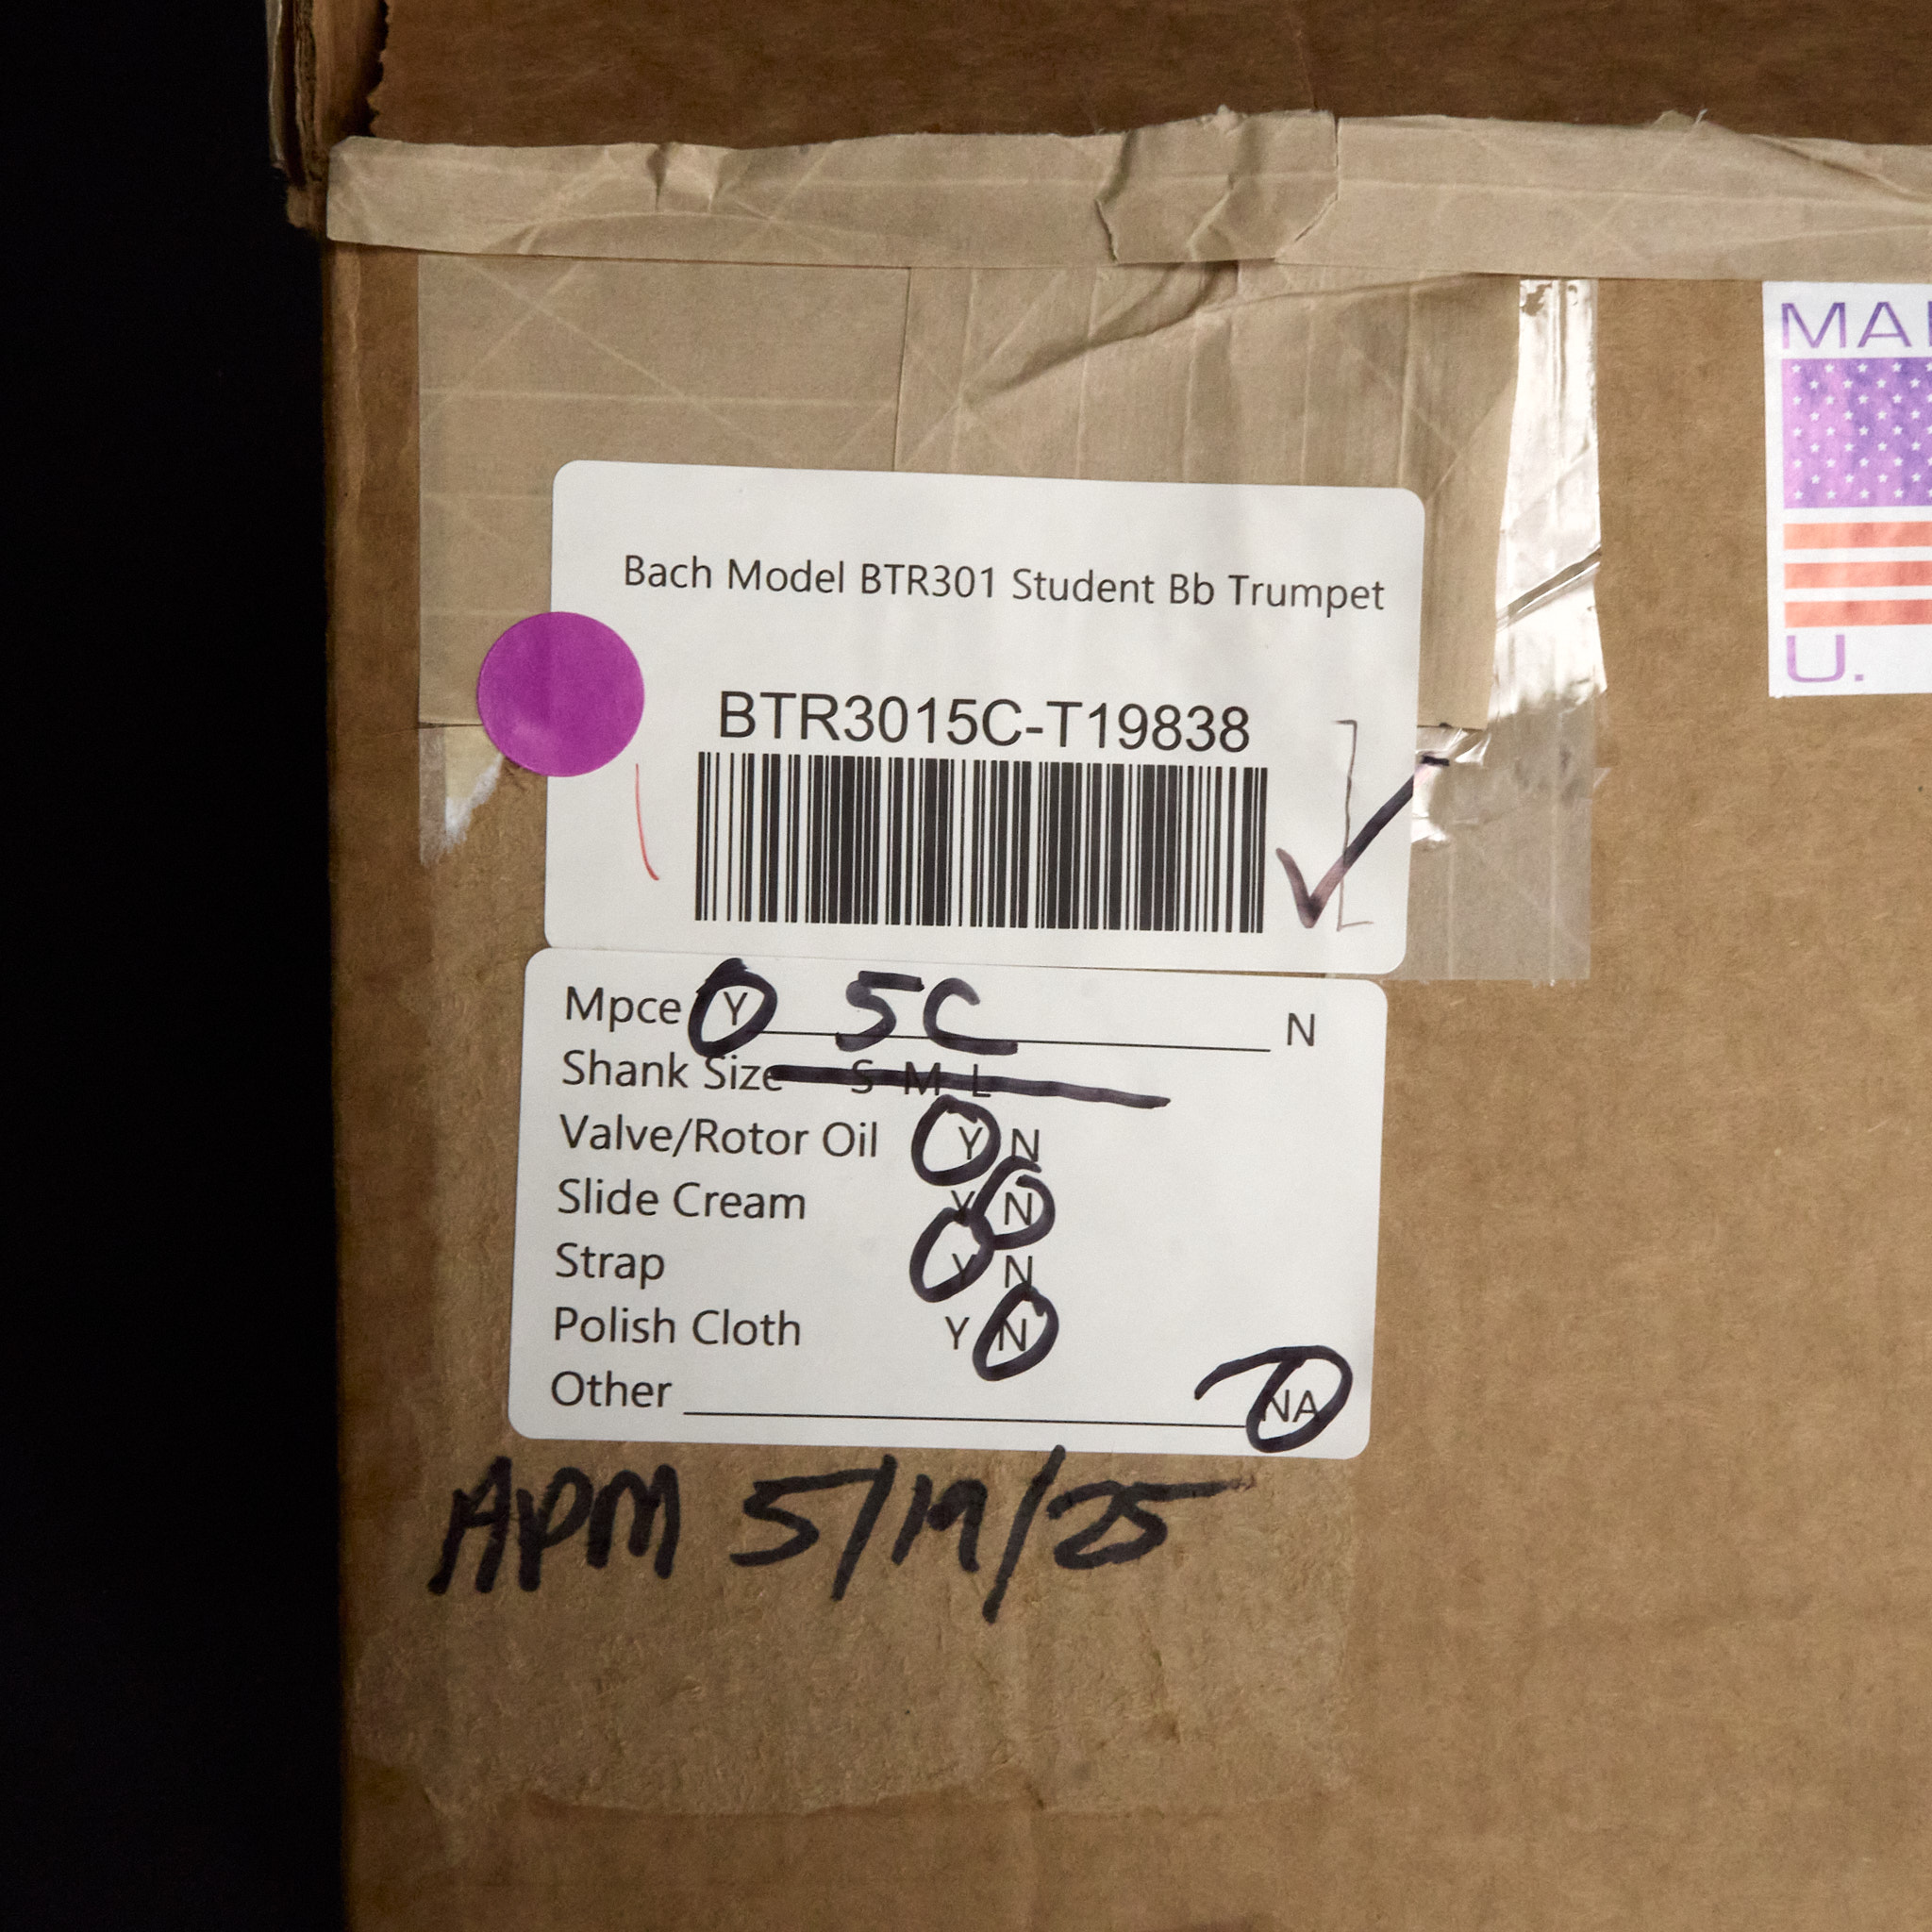 Bach Model BTR301 Student Bb Trumpet
BTR3015C-T19838
Mpce Y 5C N
Shank Size S M L
Valve/Rotor Oil Y N
Slide Cream Y N
Strap Y N
Polish Cloth Y N
Other NA
APM 5/19/25
U.